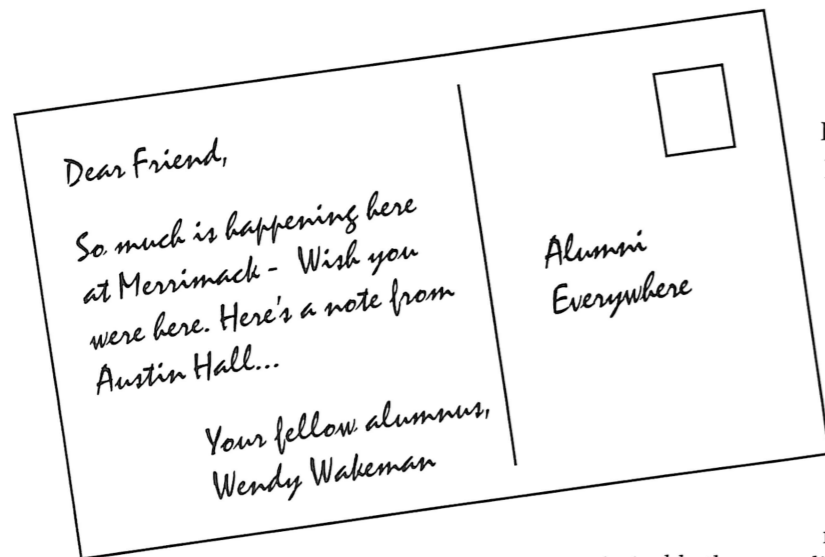 Dear Friend,
So much is happening here
at Merrimack - Wish you
were here. Here's a note from
Austin Hall...
Your fellow alumnus,
Wendy Wakeman
Alumni
Everywhere